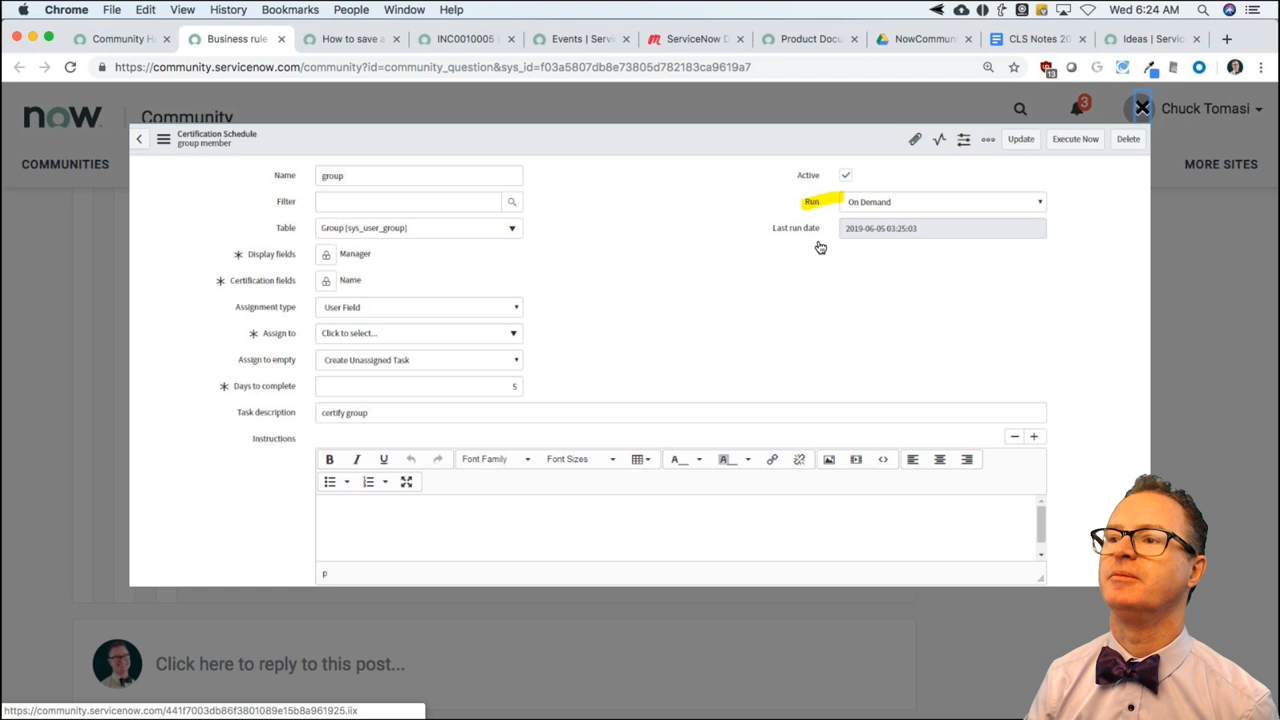 Chrome File Edit View History Bookmarks People Window Help Wed 6:24 AM
Community H Business rule How to save a INC0010005 | Events | Servi ServiceNow D Product Docu NowCommun CLS Notes 20 Ideas | Service
https://community.servicenow.com/community?id=community_question&sys_id=f03a5807db8e73805d782183ca9619a7
13
now Community 3 Chuck Tomasi
COMMUNITIES MORE SITES
Certification Schedule
group member
Update Execute Now Delete
Name group Active
Filter Run On Demand
Table Group [sys_user_group] Last run date 2019-06-05 03:25:03
Display fields Manager
Certification fields Name
Assignment type User Field
Assign to Click to select...
Assign to empty Create Unassigned Task
Days to complete 5
Task description certify group
Instructions
B I U Font Family Font Sizes A A
p
Click here to reply to this post...
https://community.servicenow.com/441f7003db86f3801089e15b8a961925.iix